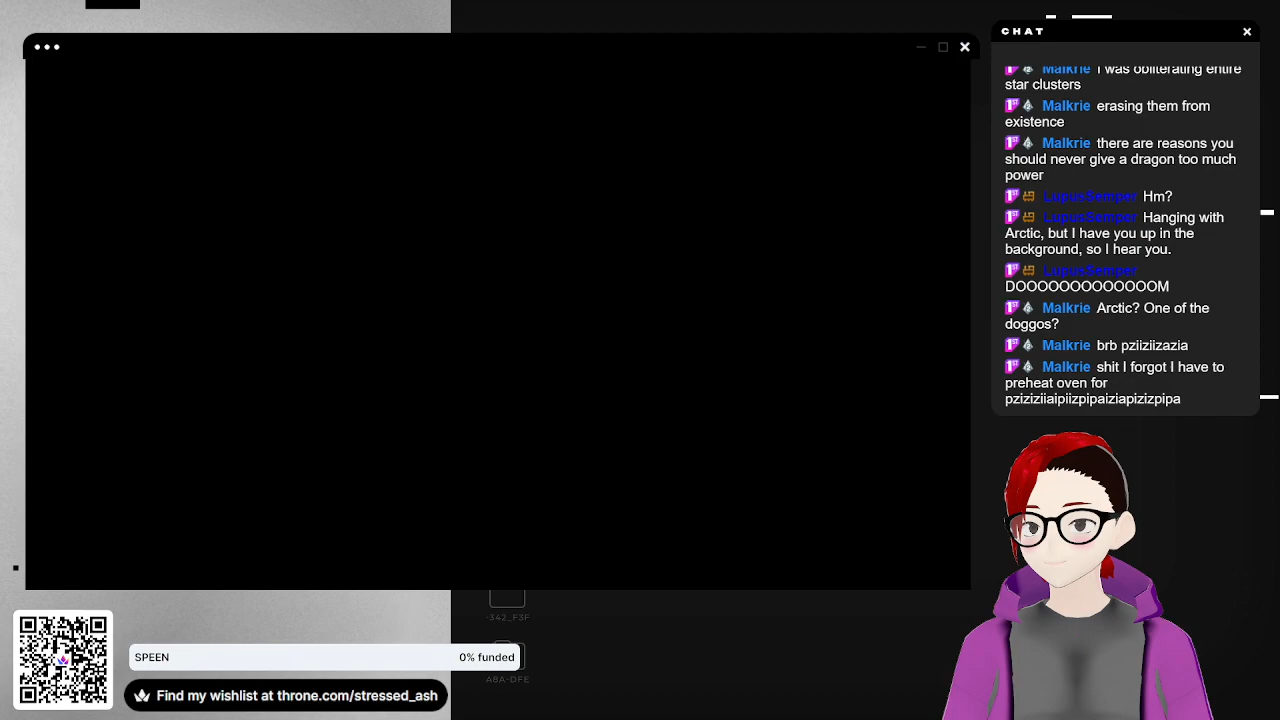 CHAT
Malkrie I was obliterating entire
star clusters
Malkrie erasing them from
existence
Malkrie there are reasons you
should never give a dragon too much
power
LupusSemper Hm?
LupusSemper Hanging with
Arctic, but I have you up in the
background, so I hear you.
LupusSemper
DOOOOOOOOOOOOOM
Malkrie Arctic? One of the
doggos?
Malkrie brb pziiziizazia
Malkrie shit I forgot I have to
preheat oven for
pziziziiaipiizpipaiziapizizpipa
-342_F3F
SPEEN 0% funded
A8A-DFE
Find my wishlist at throne.com/stressed_ash